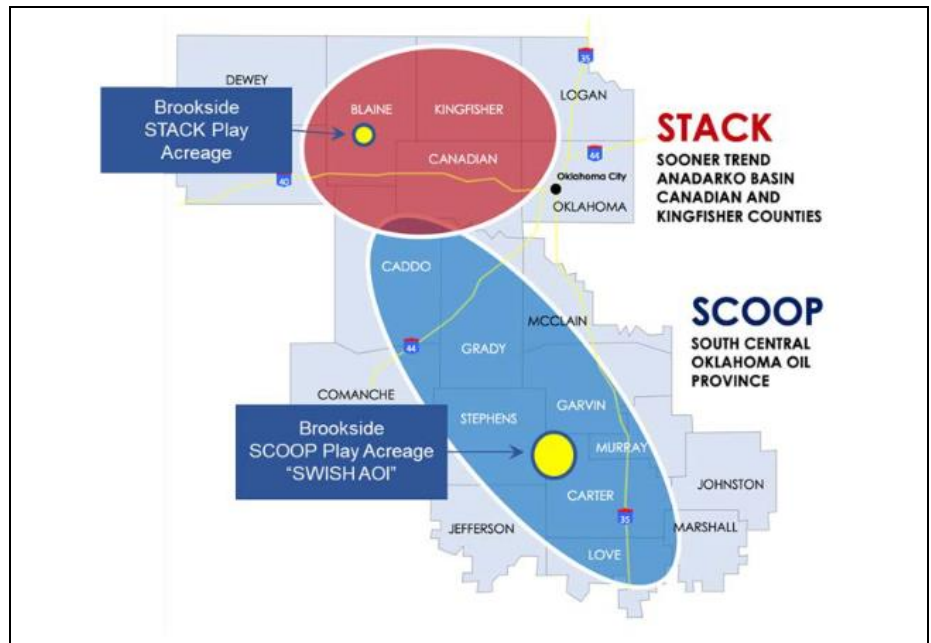 DEWEY
BLAINE
KINGFISHER
LOGAN
35
Brookside
STACK Play
Acreage
CANADIAN
40
44
Oklahoma City
OKLAHOMA
STACK
SOONER TREND
ANADARKO BASIN
CANADIAN AND
KINGFISHER COUNTIES
CADDO
MCCLAIN
GRADY
44
COMANCHE
SCOOP
SOUTH CENTRAL
OKLAHOMA OIL
PROVINCE
Brookside
SCOOP Play Acreage
“SWISH AOI”
STEPHENS
GARVIN
MURRAY
CARTER
JOHNSTON
35
MARSHALL
JEFFERSON
LOVE